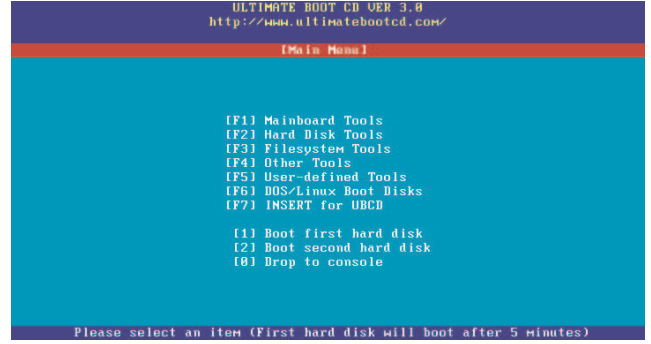 ULTIMATE BOOT CD VER 3.0
http://www.ultimatebootcd.com/
[Main Menu]
[F1] Mainboard Tools
[F2] Hard Disk Tools
[F3] Filesystem Tools
[F4] Other Tools
[F5] User-defined Tools
[F6] DOS/Linux Boot Disks
[F7] INSERT for UBCD
[1] Boot first hard disk
[2] Boot second hard disk
[0] Drop to console
Please select an item (First hard disk will boot after 5 minutes)